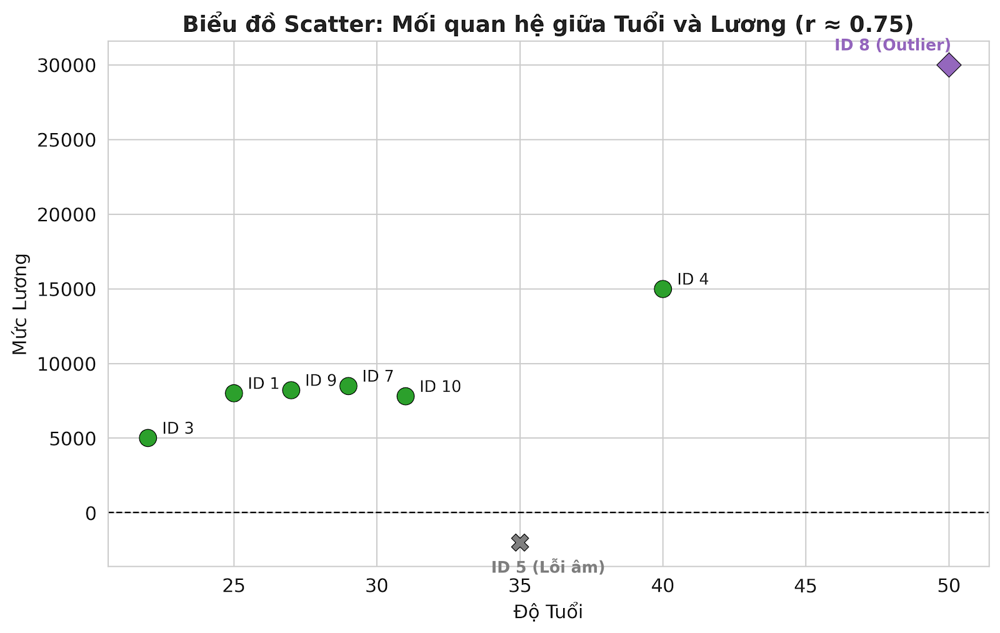 Biểu đồ Scatter: Mối quan hệ giữa Tuổi và Lương (r ≈ 0.75)
ID 8 (Outlier)
30000
25000
20000
Mức Lương
15000
ID 4
10000
ID 1
ID 9
ID 7
ID 10
5000
ID 3
0
ID 5 (Lỗi âm)
25
30
35
40
45
50
Độ Tuổi